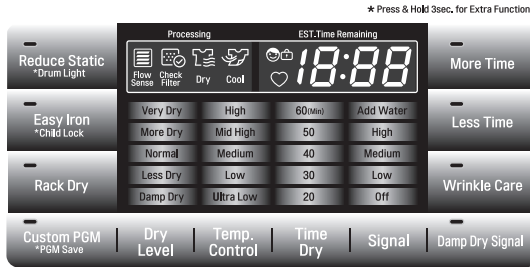 * Press & Hold 3sec. for Extra Function
Processing
EST.Time Remaining
Flow Sense
Check Filter
Dry
Cool
18:88
Reduce Static
*Drum Light
Easy Iron
*Child Lock
Rack Dry
Custom PGM
*PGM Save
Very Dry High 60(Min) Add Water
More Dry Mid High 50 High
Normal Medium 40 Medium
Less Dry Low 30 Low
Damp Dry Ultra Low 20 Off
Dry Level
Temp. Control
Time Dry
Signal
More Time
Less Time
Wrinkle Care
Damp Dry Signal